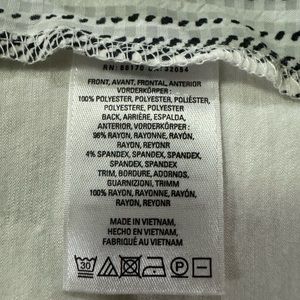 FRONT, AVANT, FRONTAL, ANTERIOR
VORDERKÖRPER:
100% POLYESTER, POLYESTER, POLIÉSTER,
POLYESTERE, POLYESTER
BACK, ARRIÈRE, ESPALDA,
ANTERIOR, VORDERKÖRPER:
96% RAYON, RAYONNE, RAYÓN,
RAYON, REYONR
4% SPANDEX, SPANDEX, SPANDEX,
SPANDEX, SPANDEX
TRIM, BORDURE, ADORNOS,
GUARNIZIONI, TRIMM
100% RAYON, RAYONNE, RAYÓN,
RAYON, REYON
MADE IN VIETNAM,
HECHO EN VIETNAM,
FABRIQUÉ AU VIETNAM
30 P